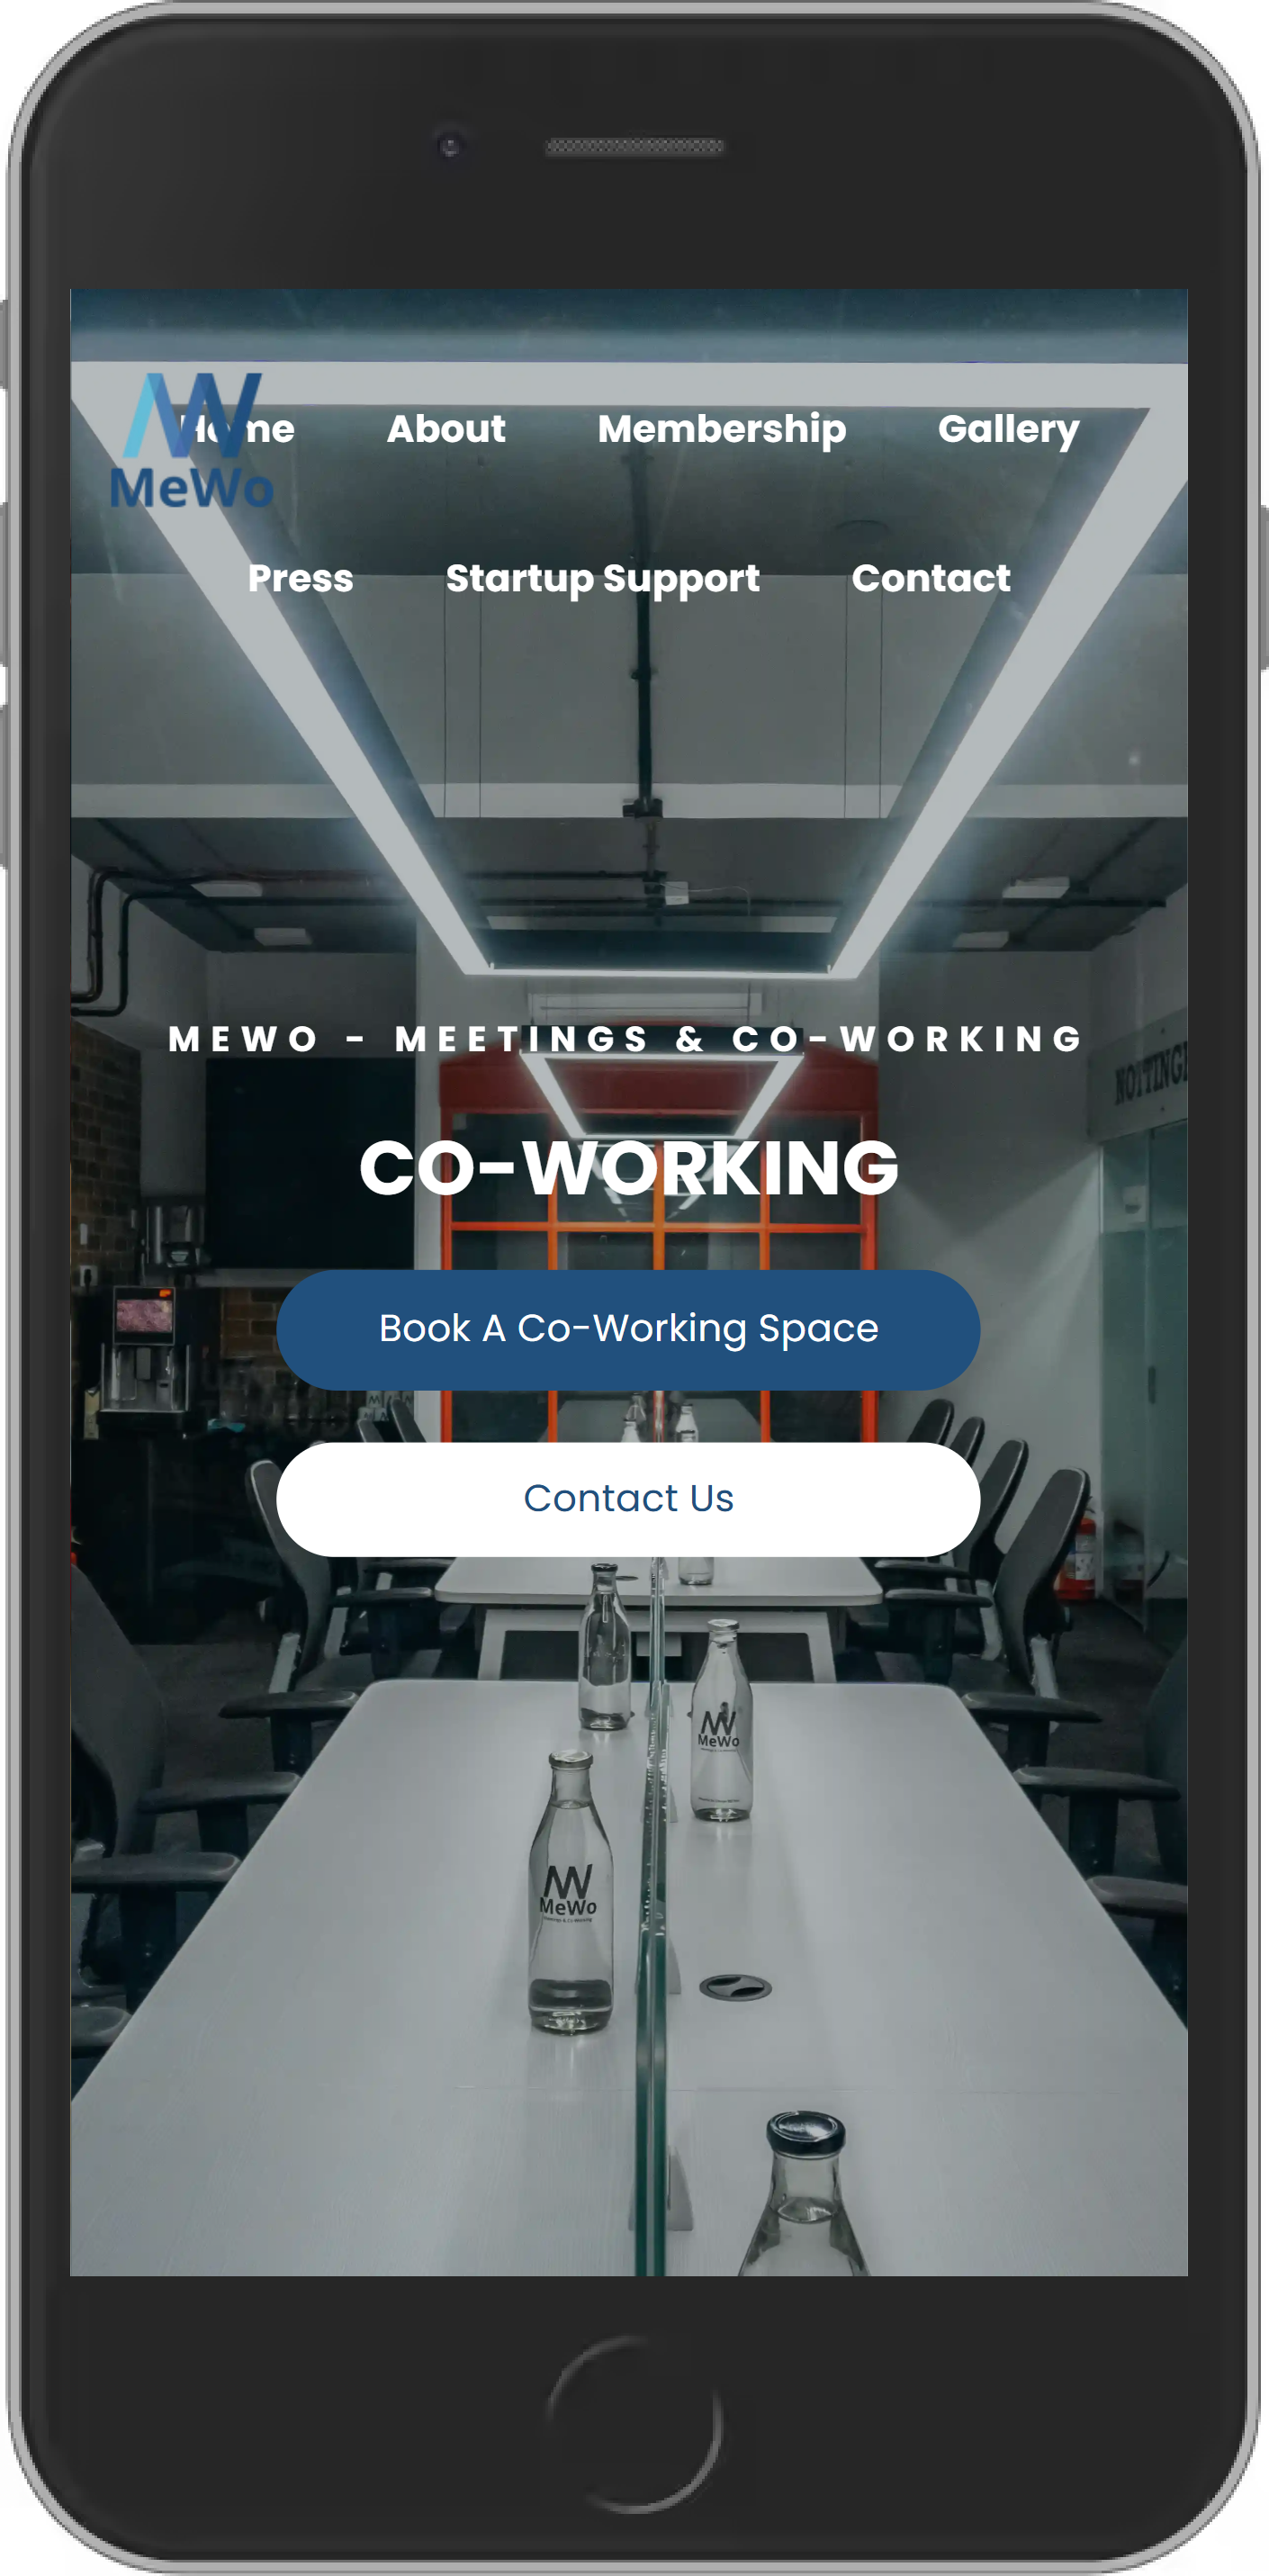 Home About Membership Gallery
MeWo
Press Startup Support Contact
MEWO - MEETINGS & CO-WORKING
NOTTING
CO-WORKING
Book A Co-Working Space
Contact Us
MeWo
MeWo